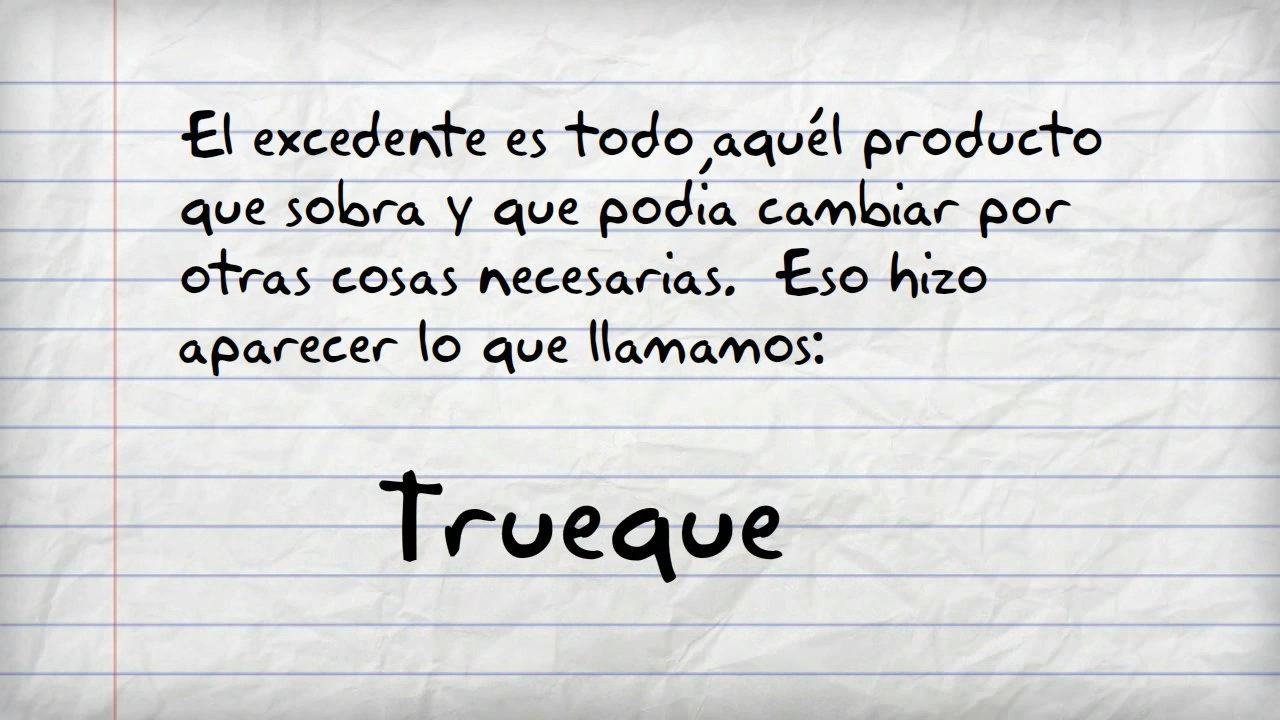 El excedente es todo aquél producto
que sobra y que podía cambiar por
otras cosas necesarias.  Eso hizo
aparecer lo que llamamos:
Trueque